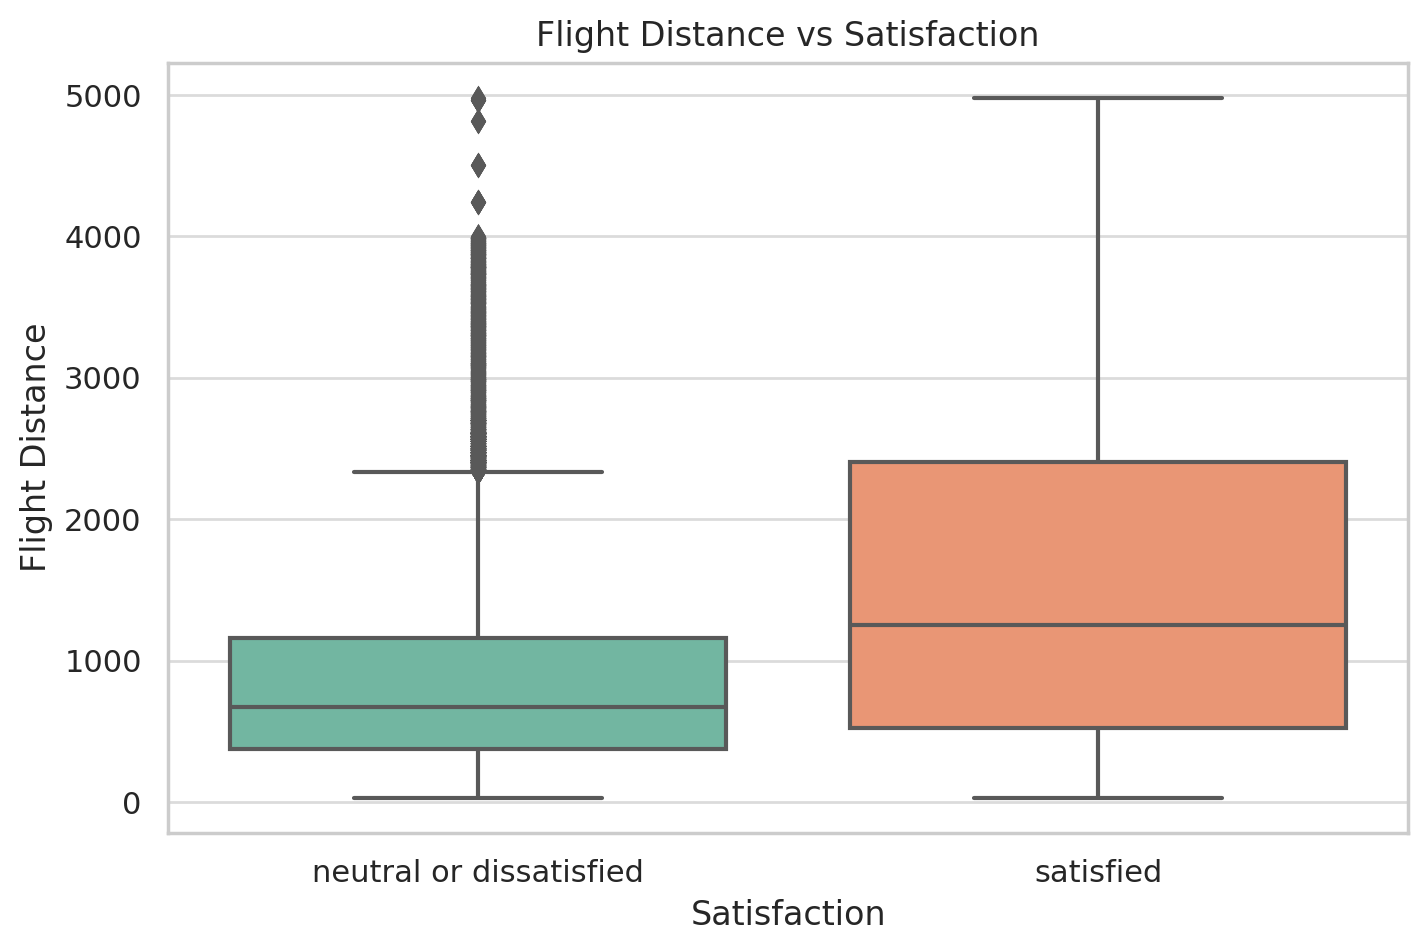 Flight Distance vs Satisfaction
Flight Distance
5000
4000
3000
2000
1000
0
neutral or dissatisfied
satisfied
Satisfaction